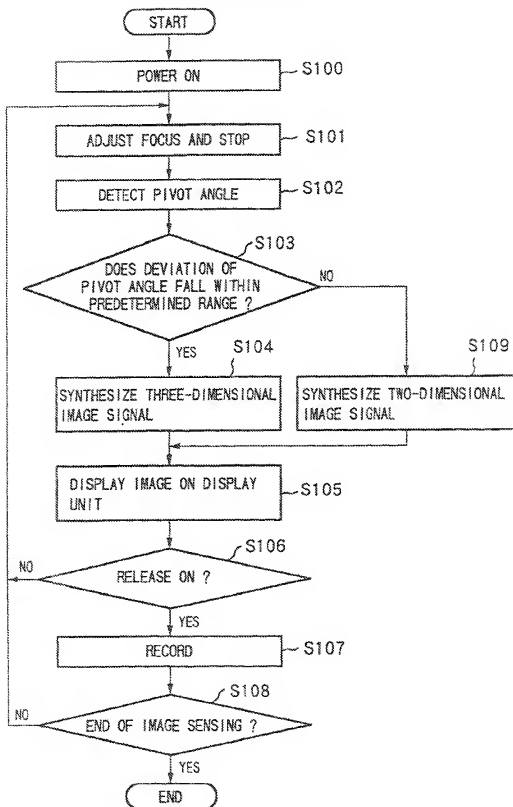 START
POWER ON
S100
ADJUST FOCUS AND STOP
S101
DETECT PIVOT ANGLE
S102
S103
DOES DEVIATION OF
PIVOT ANGLE FALL WITHIN
PREDETERMINED RANGE ?
NO
YES
S104
S109
SYNTHESIZE THREE-DIMENSIONAL
IMAGE SIGNAL
SYNTHESIZE TWO-DIMENSIONAL
IMAGE SIGNAL
DISPLAY IMAGE ON DISPLAY
UNIT
S105
S106
NO
RELEASE ON ?
YES
RECORD
S107
S108
NO
END OF IMAGE SENSING ?
YES
END